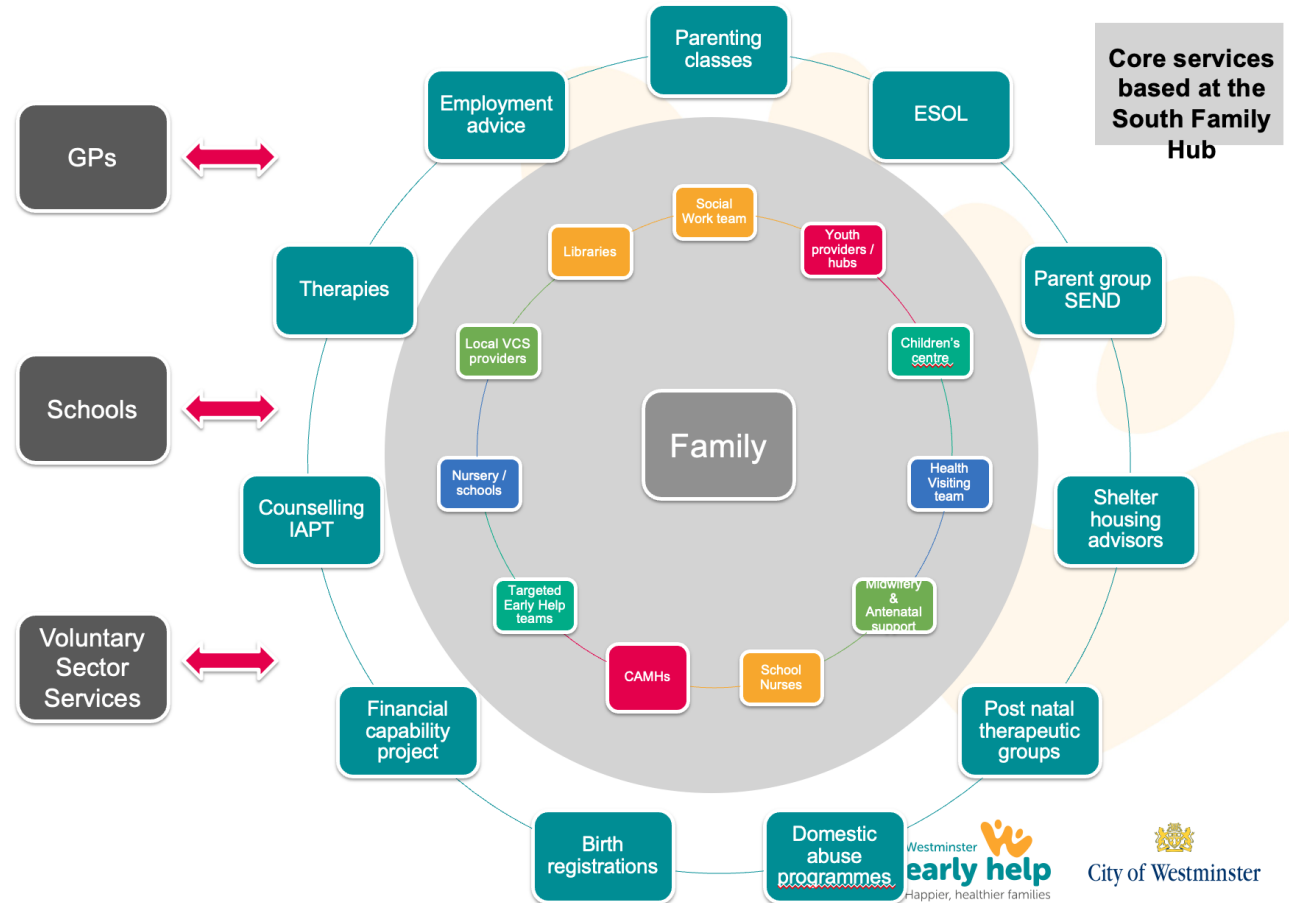 Core services
based at the
South Family
Hub
GPs
Schools
Voluntary
Sector
Services
Parenting
classes
ESOL
Parent group
SEND
Shelter
housing
advisors
Post natal
therapeutic
groups
Domestic
abuse
programmes
Birth
registrations
Financial
capability
project
Counselling
IAPT
Therapies
Employment
advice
Social
Work team
Youth
providers /
hubs
Children's
centre
Health
Visiting
team
Midwifery
&
Antenatal
support
School
Nurses
CAMHs
Targeted
Early Help
teams
Nursery /
schools
Local VCS
providers
Libraries
Family
Westminster
early help
Happier, healthier families
City of Westminster